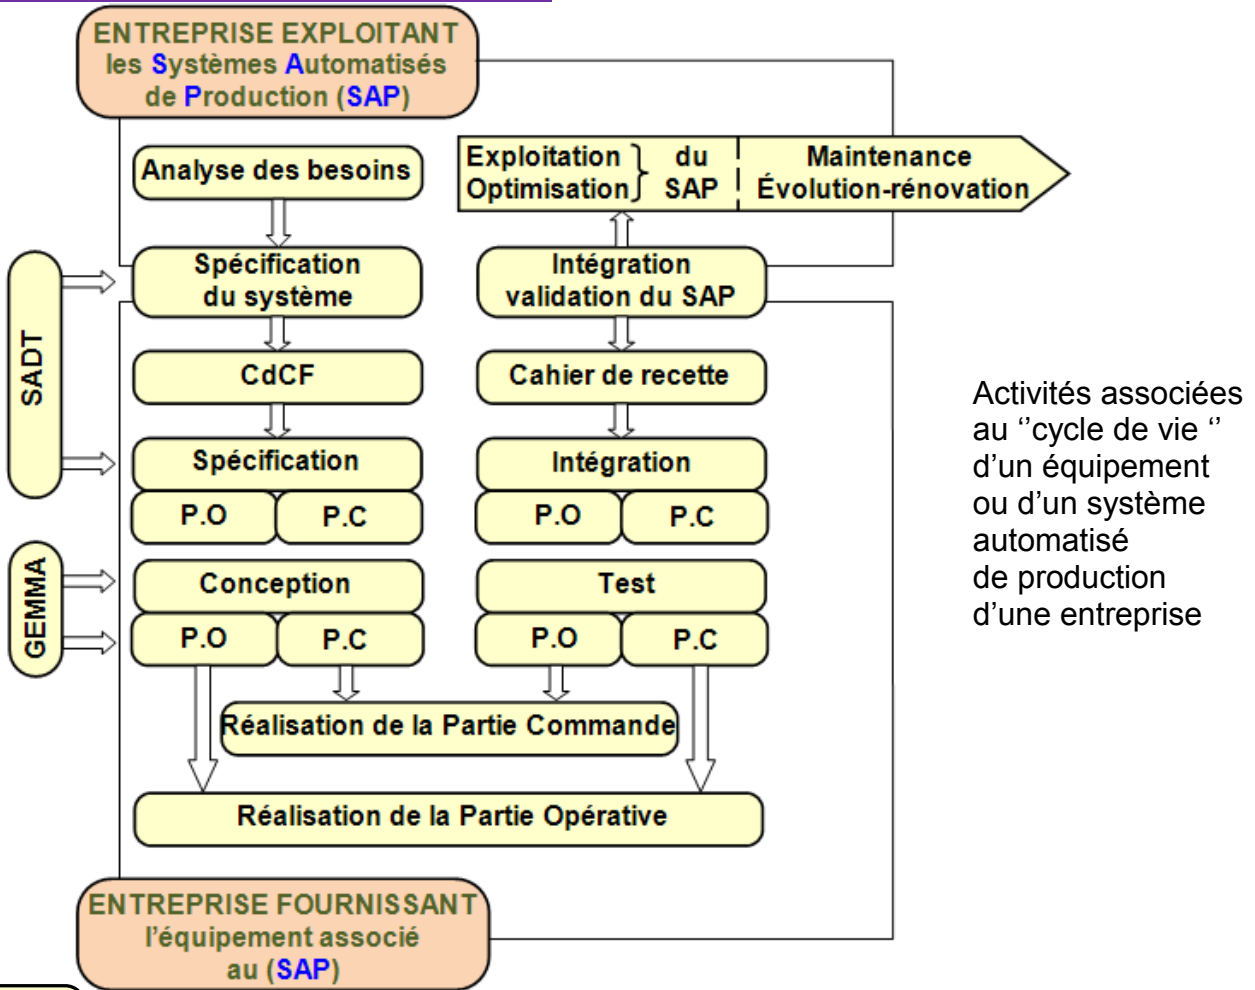 ENTREPRISE EXPLOITANT
les Systèmes Automatisés
de Production (SAP)
Analyse des besoins
Exploitation } du
Optimisation } SAP
Maintenance
Évolution-rénovation
Spécification
du système
Intégration
validation du SAP
SADT
CdCF
Cahier de recette
Spécification
P.O
P.C
Intégration
P.O
P.C
GEMMA
Conception
P.O
P.C
Test
P.O
P.C
Réalisation de la Partie Commande
Réalisation de la Partie Opérative
ENTREPRISE FOURNISSANT
l’équipement associé
au (SAP)
Activités associées
au ‘’cycle de vie ‘’
d’un équipement
ou d’un système
automatisé
de production
d’une entreprise